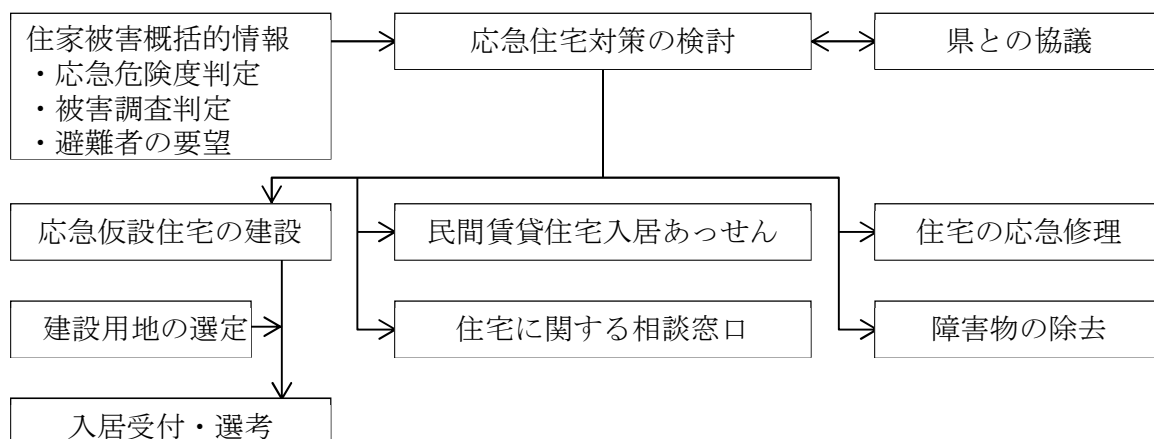 住家被害概括的情報
・応急危険度判定
・被害調査判定
・避難者の要望
応急住宅対策の検討
県との協議
応急仮設住宅の建設
民間賃貸住宅入居あっせん
住宅の応急修理
建設用地の選定
住宅に関する相談窓口
障害物の除去
入居受付・選考